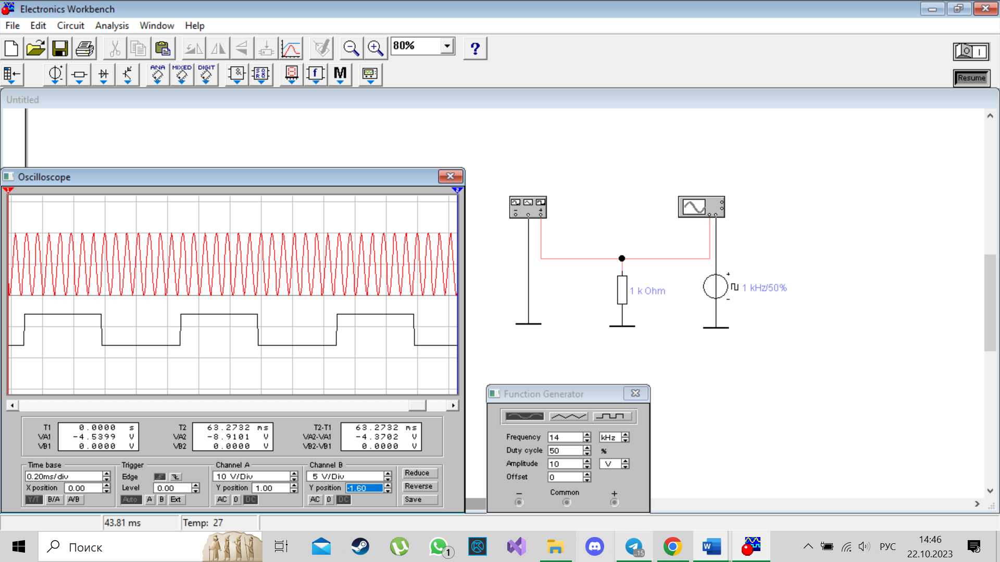 Electronics Workbench
File Edit Circuit Analysis Window Help
80% ?
ANA MIXED DIGIT
& f M
Resume
Untitled
Oscilloscope
1 2
1 k Ohm
1 kHz/50%
T1 0.0000 s
VA1 -4.5399 V
VB1 0.0000 V
T2 63.2732 ms
VA2 -8.9101 V
VB2 0.0000 V
T2-T1 63.2732 ms
VA2-VA1 -4.3702 V
VB2-VB1 0.0000 V
Time base
0.20ms/div
X position 0.00
Y/T B/A A/B
Trigger
Edge
Level 0.00
Auto A B Ext
Channel A
10 V/Div
Y position 1.00
AC 0 DC
Channel B
5 V/Div
Y position -1.60
AC 0 DC
Reduce
Reverse
Save
Function Generator
Frequency 14 kHz
Duty cycle 50 %
Amplitude 10 V
Offset 0
− Common +
43.81 ms Temp: 27
Поиск
1
..15
W
РУС
14:46
22.10.2023